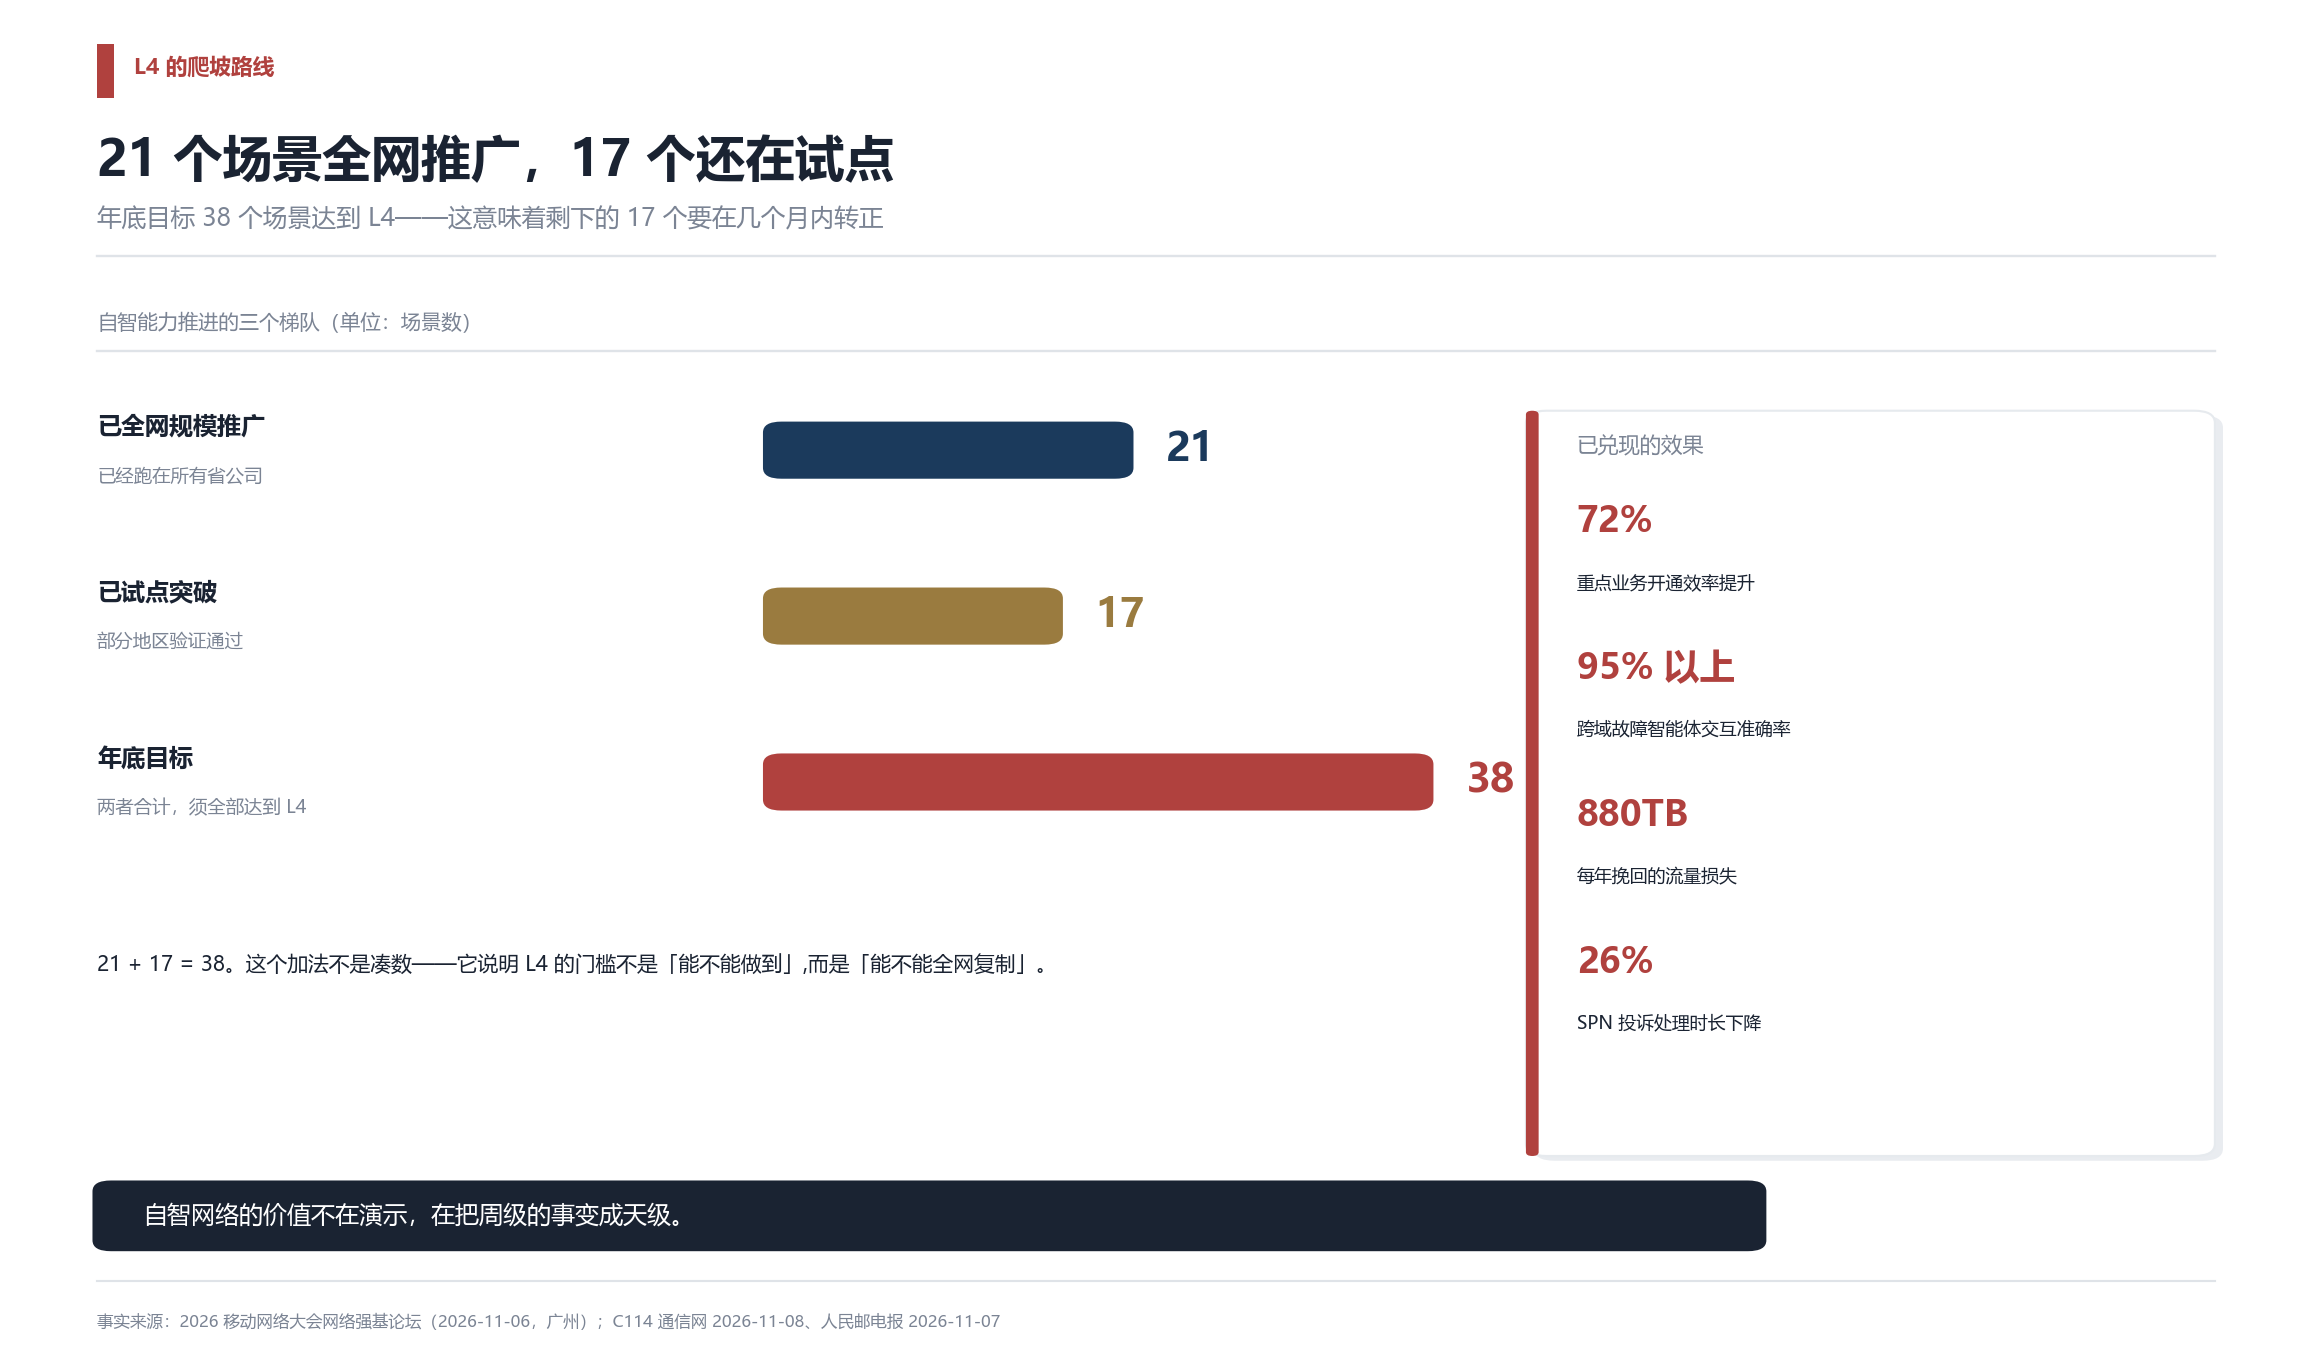 L4 的爬坡路线
21 个场景全网推广，17 个还在试点
年底目标 38 个场景达到 L4——这意味着剩下的 17 个要在几个月内转正
自智能力推进的三个梯队（单位：场景数）
已全网规模推广
已经跑在所有省公司
21
已试点突破
部分地区验证通过
17
年底目标
两者合计，须全部达到 L4
38
21 + 17 = 38。这个加法不是凑数——它说明 L4 的门槛不是「能不能做到」,而是「能不能全网复制」。
已兑现的效果
72%
重点业务开通效率提升
95% 以上
跨域故障智能体交互准确率
880TB
每年挽回的流量损失
26%
SPN 投诉处理时长下降
自智网络的价值不在演示，在把周级的事变成天级。
事实来源：2026 移动网络大会网络强基论坛（2026-11-06，广州）；C114 通信网 2026-11-08、人民邮电报 2026-11-07